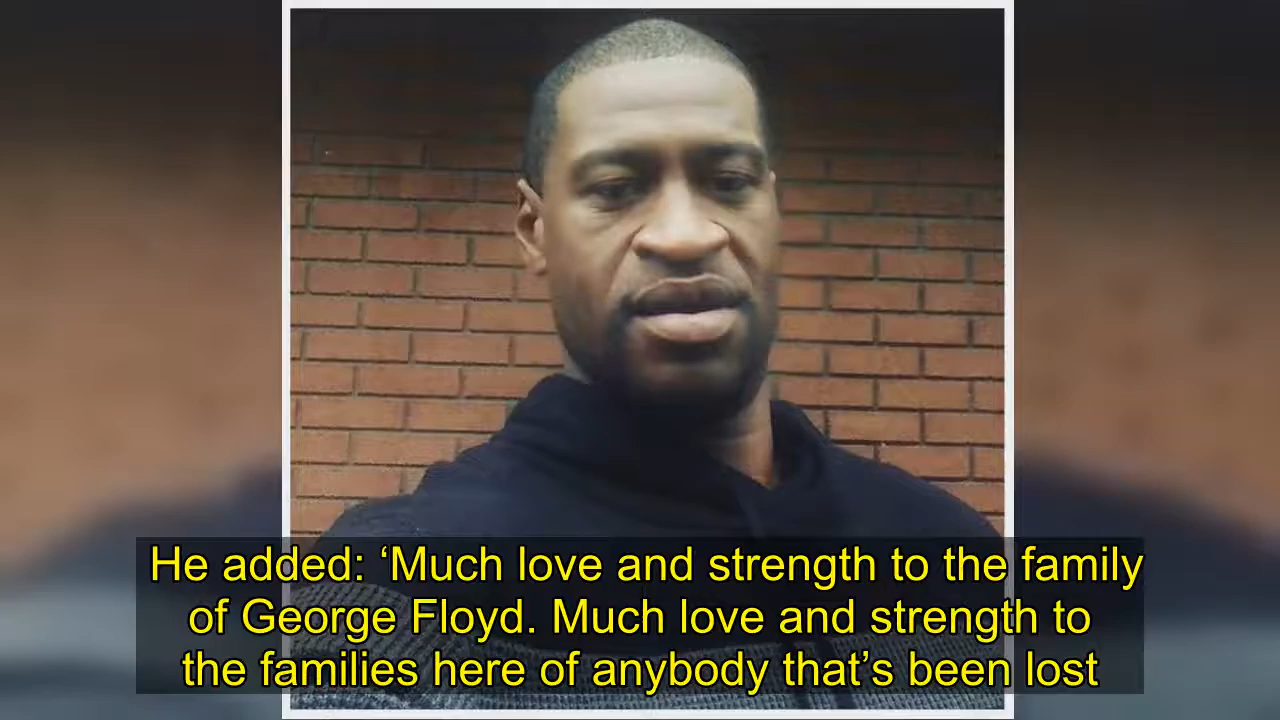 He added: ‘Much love and strength to the family
of George Floyd. Much love and strength to
the families here of anybody that’s been lost